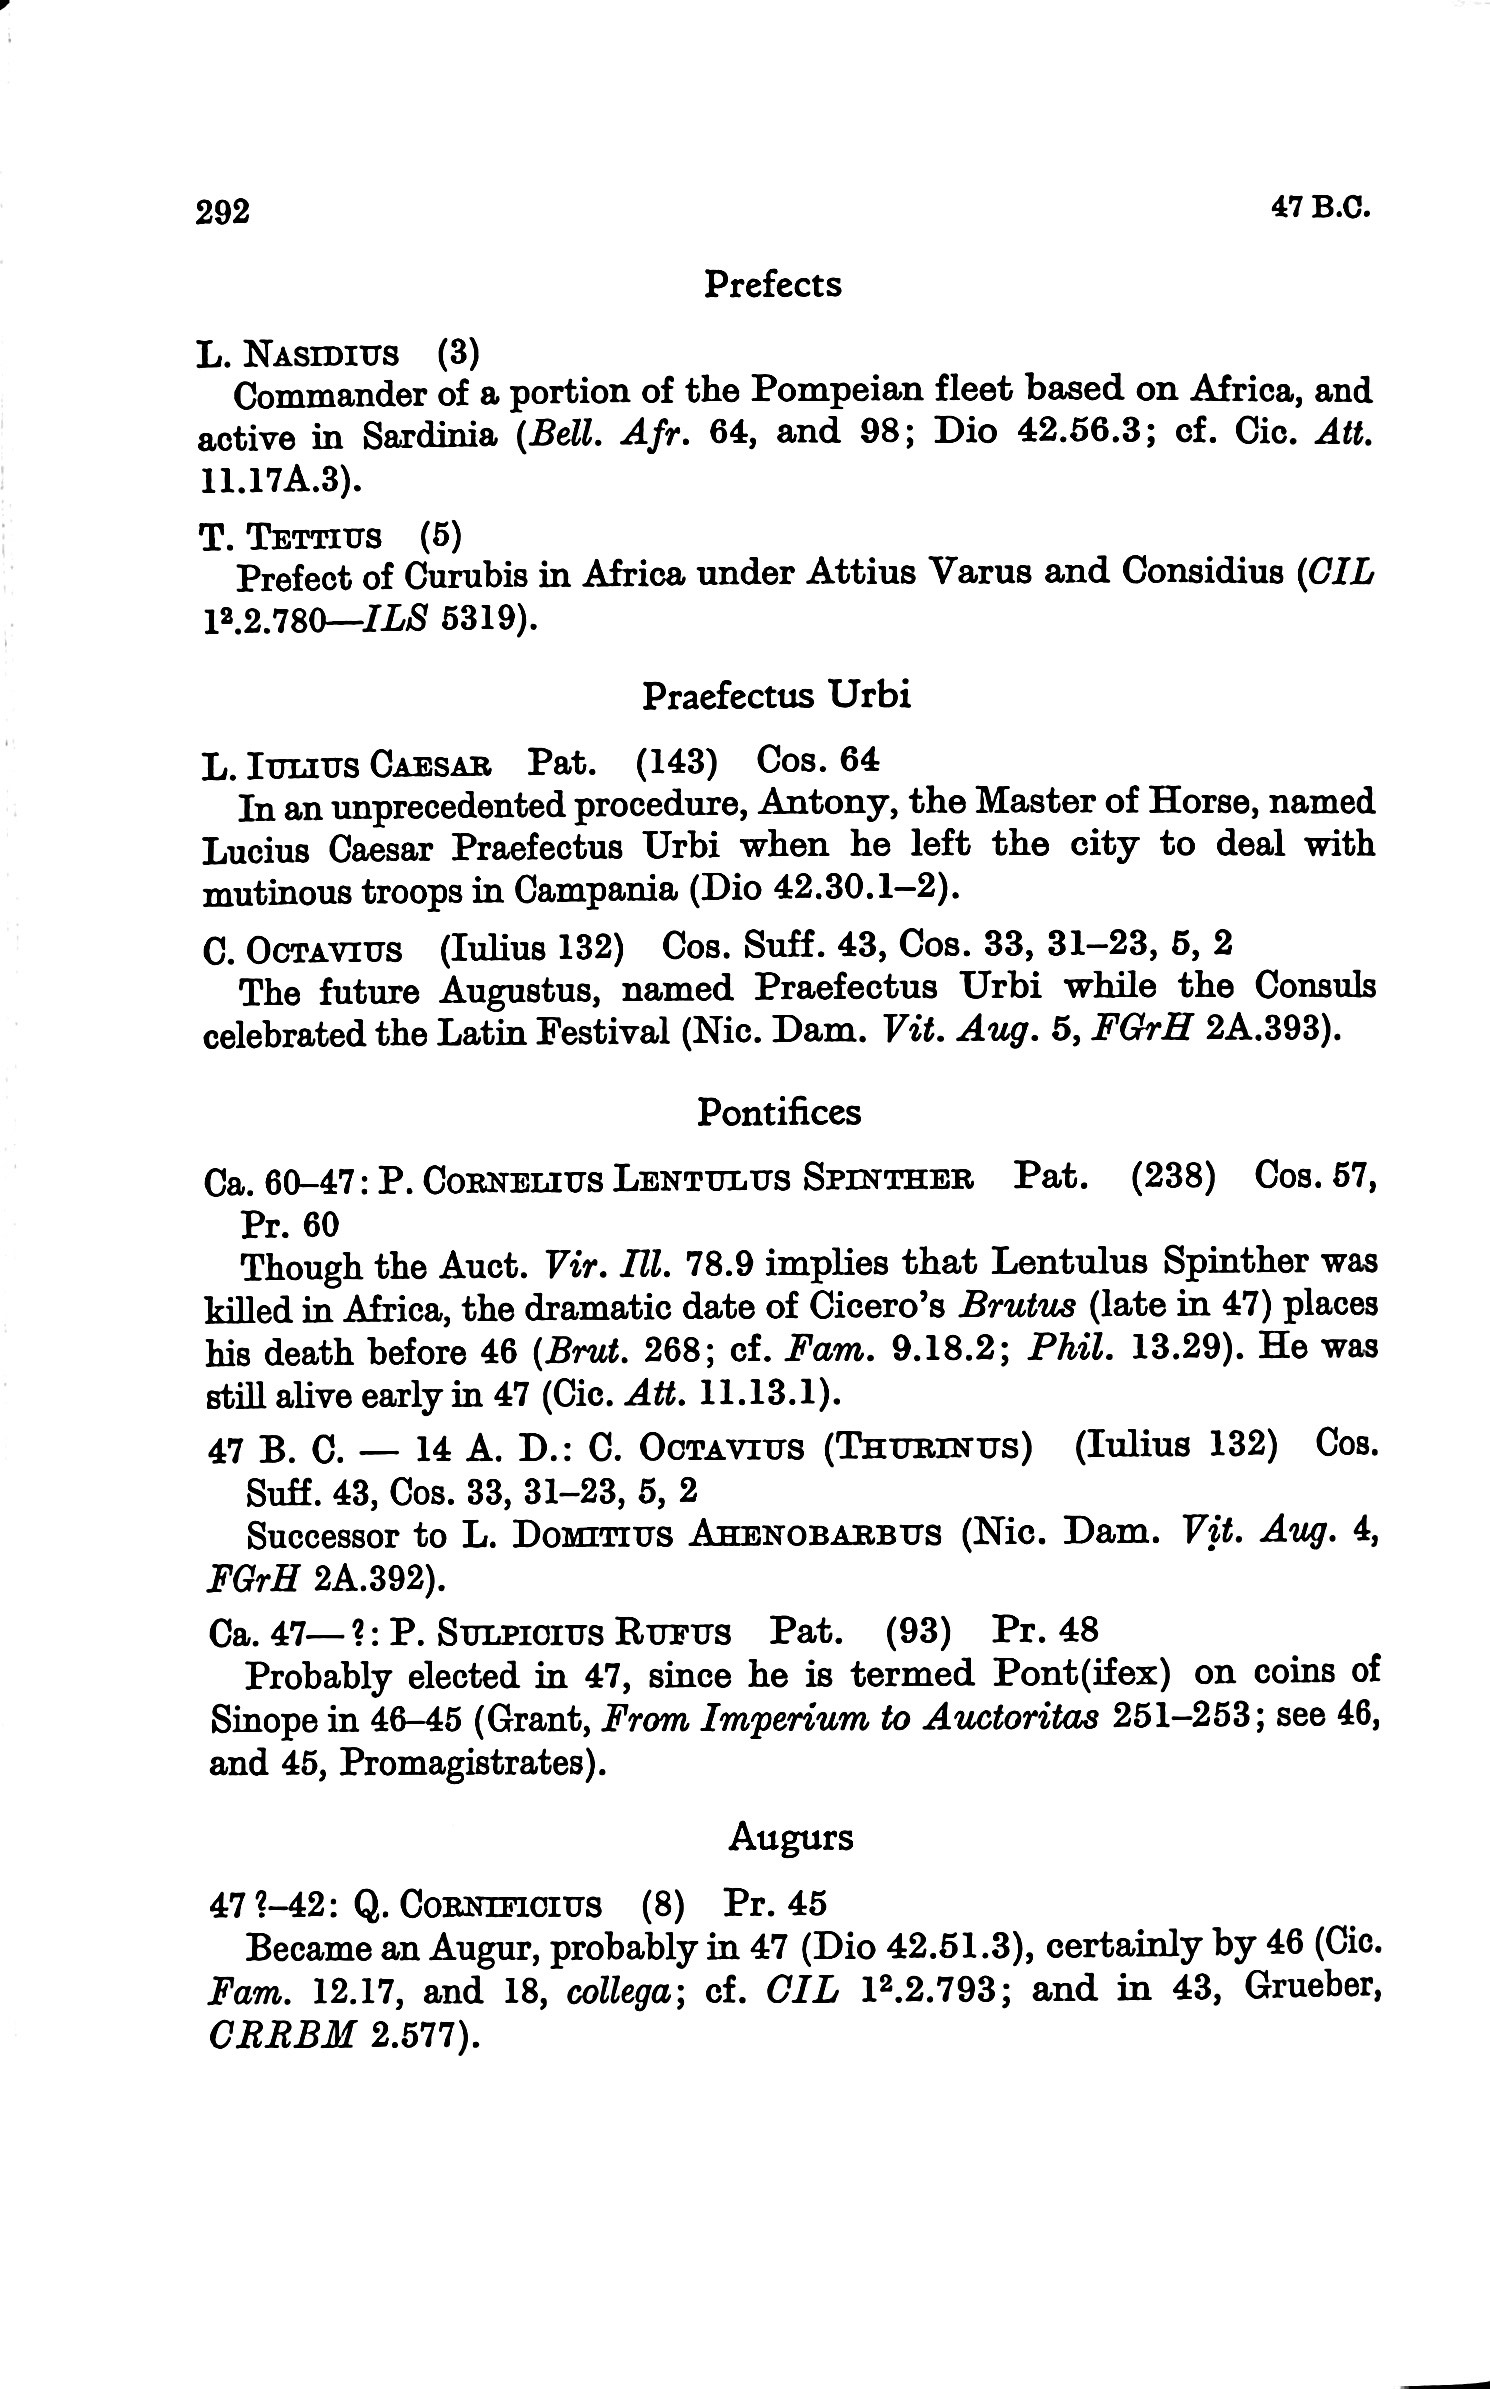 292 47 B.C.
Prefects
L. NASIDIUS (3)
Commander of a portion of the Pompeian fleet based on Africa, and
active in Sardinia (Bell. Afr. 64, and 98; Dio 42.56.3; cf. Cic. Att.
11.17A.3).
T. TETTIUS (5)
Prefect of Curubis in Africa under Attius Varus and Considius (CIL
1².2.780—ILS 5319).
Praefectus Urbi
L. IULIUS CAESAR Pat. (143) Cos. 64
In an unprecedented procedure, Antony, the Master of Horse, named
Lucius Caesar Praefectus Urbi when he left the city to deal with
mutinous troops in Campania (Dio 42.30.1–2).
C. OCTAVIUS (Iulius 132) Cos. Suff. 43, Cos. 33, 31–23, 5, 2
The future Augustus, named Praefectus Urbi while the Consuls
celebrated the Latin Festival (Nic. Dam. Vit. Aug. 5, FGrH 2A.393).
Pontifices
Ca. 60–47: P. CORNELIUS LENTULUS SPINTHER Pat. (238) Cos. 57,
Pr. 60
Though the Auct. Vir. Ill. 78.9 implies that Lentulus Spinther was
killed in Africa, the dramatic date of Cicero's Brutus (late in 47) places
his death before 46 (Brut. 268; cf. Fam. 9.18.2; Phil. 13.29). He was
still alive early in 47 (Cic. Att. 11.13.1).
47 B. C. — 14 A. D.: C. OCTAVIUS (THURINUS) (Iulius 132) Cos.
Suff. 43, Cos. 33, 31–23, 5, 2
Successor to L. DOMITIUS AHENOBARBUS (Nic. Dam. Vit. Aug. 4,
FGrH 2A.392).
Ca. 47—?: P. SULPICIUS RUFUS Pat. (93) Pr. 48
Probably elected in 47, since he is termed Pont(ifex) on coins of
Sinope in 46–45 (Grant, From Imperium to Auctoritas 251–253; see 46,
and 45, Promagistrates).
Augurs
47 ?–42: Q. CORNIFICIUS (8) Pr. 45
Became an Augur, probably in 47 (Dio 42.51.3), certainly by 46 (Cic.
Fam. 12.17, and 18, collega; cf. CIL 1².2.793; and in 43, Grueber,
CRRBM 2.577).